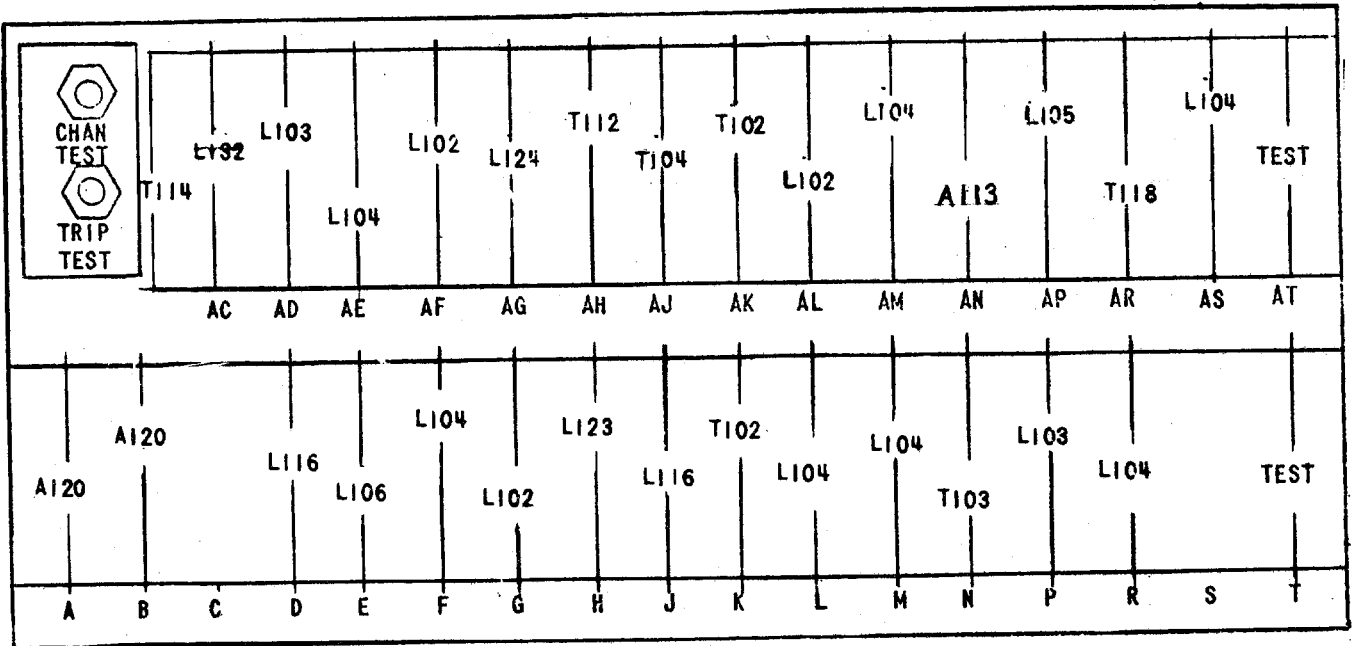 CHAN
TEST
TRIP
TEST
T114 L132 L103 L104 L102 L124 T112 T104 T102 L102 L104 A113 L105 T118 L104 TEST
AC AD AE AF AG AH AJ AK AL AM AN AP AR AS AT
A120 A120 L116 L106 L104 L102 L123 L116 T102 L104 L104 T103 L103 L104 TEST
A B C D E F G H J K L M N P R S T